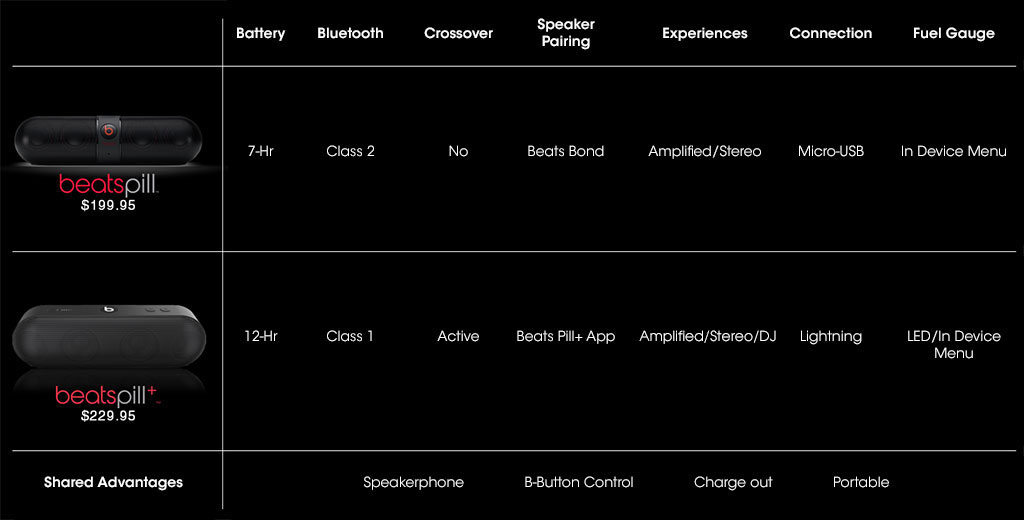 Battery Bluetooth Crossover Speaker Pairing Experiences Connection Fuel Gauge
7-Hr Class 2 No Beats Bond Amplified/Stereo Micro-USB In Device Menu
beatspill
$199.95
12-Hr Class 1 Active Beats Pill+ App Amplified/Stereo/DJ Lightning LED/In Device Menu
beatspill+
$229.95
Shared Advantages Speakerphone B-Button Control Charge out Portable